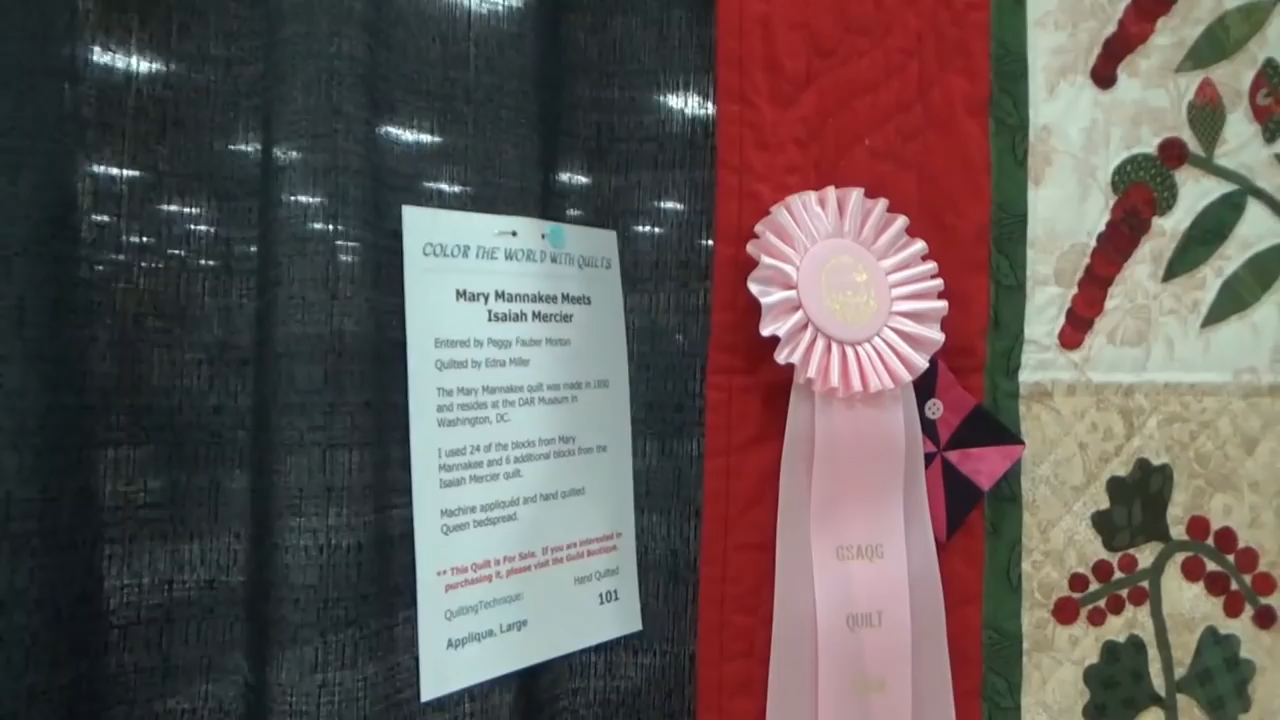 COLOR THE WORLD WITH QUILTS
Mary Mannakee Meets
Isaiah Mercier
Entered by Peggy Fauber Morton
Quilted by Edna Miller
The Mary Mannakee quilt was made in 1850
and resides at the DAR Museum in
Washington, DC.
I used 24 of the blocks from Mary
Mannakee and 6 additional blocks from the
Isaiah Mercier quilt.
Machine appliquéd and hand quilted
Queen bedspread.
** This Quilt is For Sale. If you are interested in
purchasing it, please visit the Guild Boutique.
Hand Quilted
QuiltingTechnique:
101
Applique, Large
GSAQG
QUILT